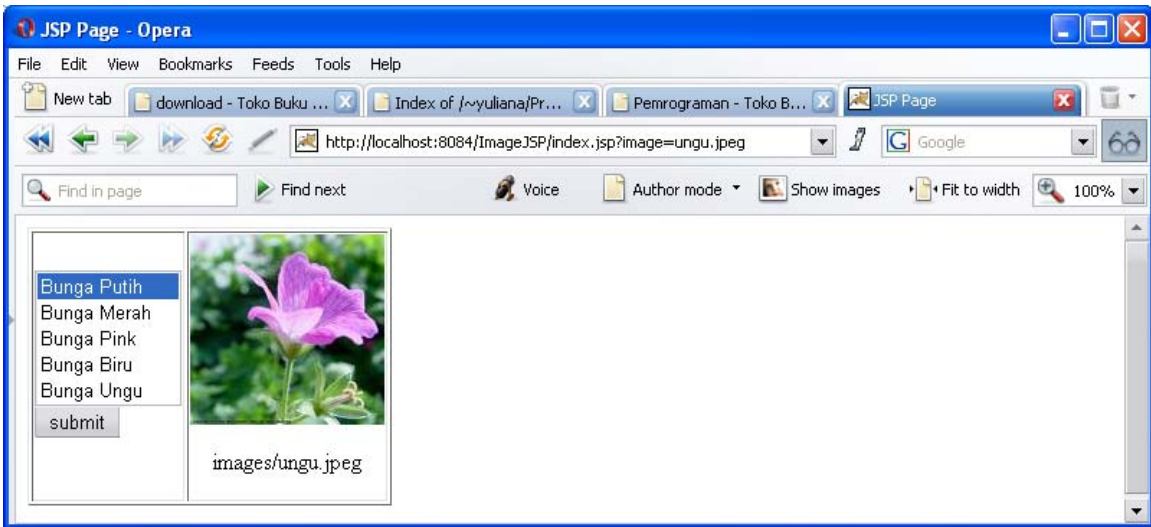 JSP Page - Opera
File Edit View Bookmarks Feeds Tools Help
New tab download - Toko Buku ... Index of /~yuliana/Pr... Pemrograman - Toko B... JSP Page
http://localhost:8084/ImageJSP/index.jsp?image=ungu.jpeg G Google
Find in page Find next Voice Author mode Show images Fit to width 100%
Bunga Putih
Bunga Merah
Bunga Pink
Bunga Biru
Bunga Ungu
submit
images/ungu.jpeg